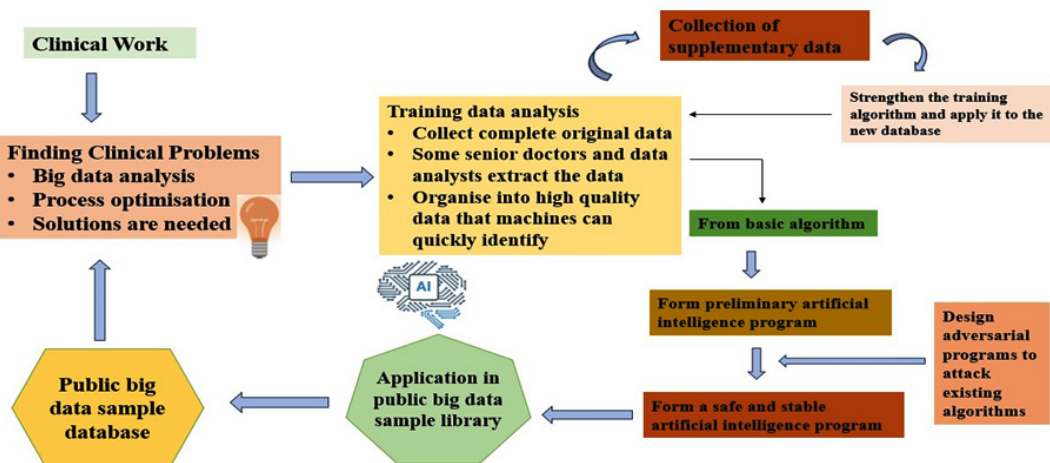 Clinical Work
Finding Clinical Problems
• Big data analysis
• Process optimisation
• Solutions are needed
Training data analysis
• Collect complete original data
• Some senior doctors and data
analysts extract the data
• Organise into high quality
data that machines can
quickly identify
Collection of
supplementary data
Strengthen the training
algorithm and apply it to the
new database
From basic algorithm
Form preliminary artificial
intelligence program
Design
adversarial
programs to
attack
existing
algorithms
Form a safe and stable
artificial intelligence program
AI
Application in
public big data
sample library
Public big
data sample
database